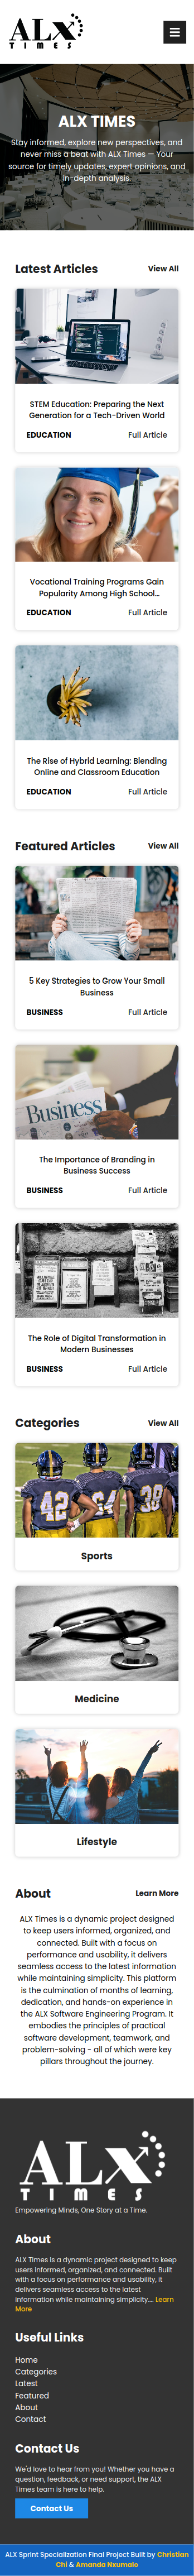 ALX
TIMES
ALX TIMES
Stay informed, explore new perspectives, and
never miss a beat with ALX Times — Your
source for timely updates, expert opinions, and
in-depth analysis.
Latest Articles View All
STEM Education: Preparing the Next
Generation for a Tech-Driven World
EDUCATION Full Article
Vocational Training Programs Gain
Popularity Among High School...
EDUCATION Full Article
The Rise of Hybrid Learning: Blending
Online and Classroom Education
EDUCATION Full Article
Featured Articles View All
5 Key Strategies to Grow Your Small
Business
BUSINESS Full Article
Business
The Importance of Branding in
Business Success
BUSINESS Full Article
The Role of Digital Transformation in
Modern Businesses
BUSINESS Full Article
Categories View All
42 64 38
Sports
Medicine
Lifestyle
About Learn More
ALX Times is a dynamic project designed
to keep users informed, organized, and
connected. Built with a focus on
performance and usability, it delivers
seamless access to the latest information
while maintaining simplicity. This platform
is the culmination of months of learning,
dedication, and hands-on experience in
the ALX Software Engineering Program. It
embodies the principles of practical
software development, teamwork, and
problem-solving - all of which were key
pillars throughout the journey.
ALX
TIMES
Empowering Minds, One Story at a Time.
About
ALX Times is a dynamic project designed to keep
users informed, organized, and connected. Built
with a focus on performance and usability, it
delivers seamless access to the latest
information while maintaining simplicity.... Learn
More
Useful Links
Home
Categories
Latest
Featured
About
Contact
Contact Us
We'd love to hear from you! Whether you have a
question, feedback, or need support, the ALX
Times team is here to help.
Contact Us
ALX Sprint Specialization Final Project Built by Christian
Chi & Amanda Nxumalo